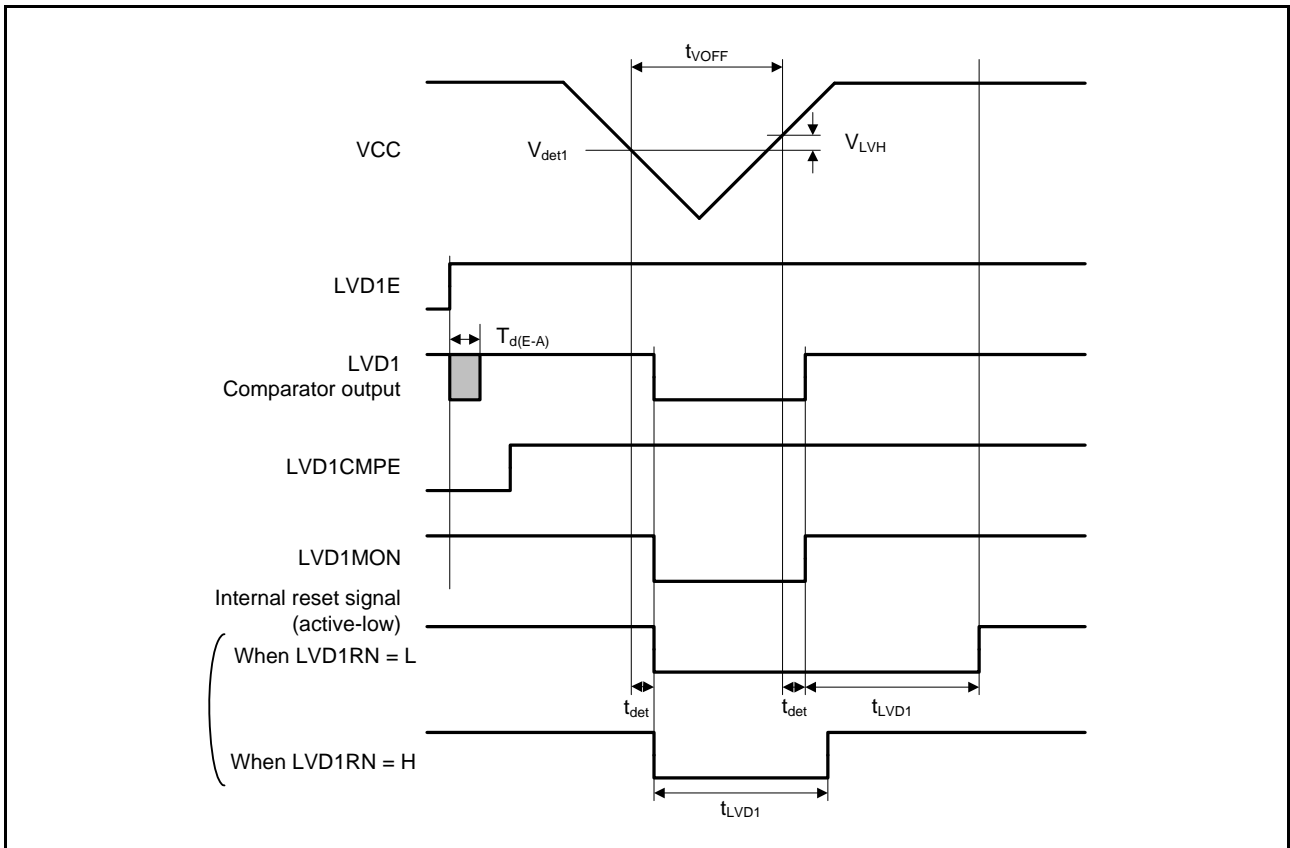 tVOFF
VCC
Vdet1
VLVH
LVD1E
Td(E-A)
LVD1
Comparator output
LVD1CMPE
LVD1MON
Internal reset signal
(active-low)
When LVD1RN = L
tdet
tdet
tLVD1
When LVD1RN = H
tLVD1